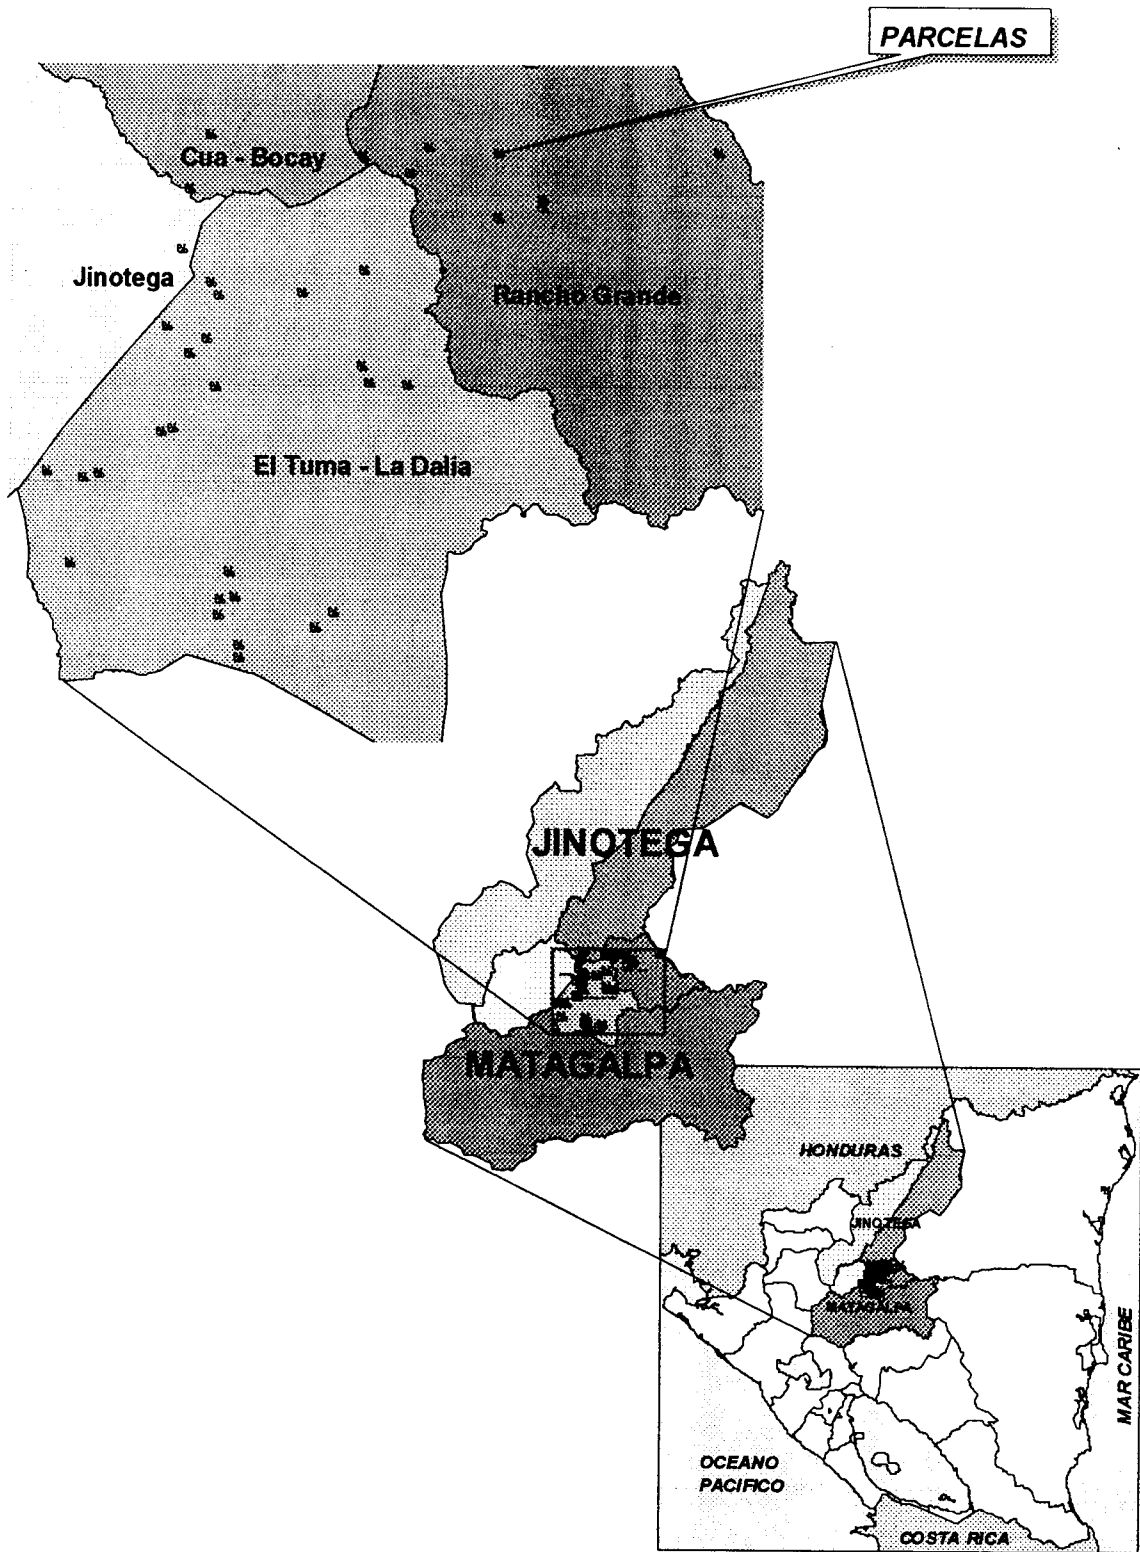 PARCELAS
Cua - Bocay
Jinotega
Rancho Grande
El Tuma - La Dalia
JINOTEGA
MATAGALPA
HONDURAS
JINOTEGA
MATAGALPA
MAR CARIBE
OCEANO
PACIFICO
COSTA RICA